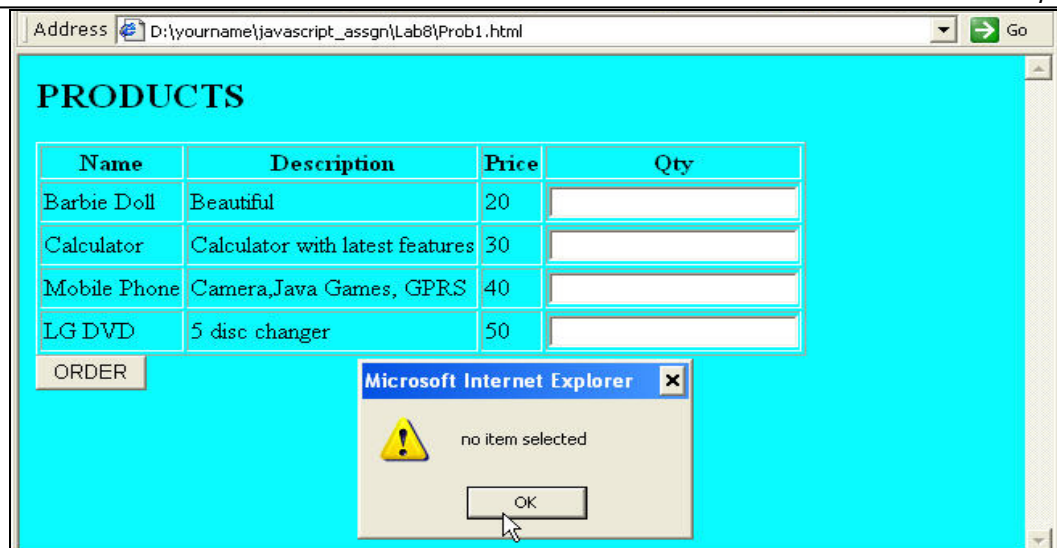 Address D:\yourname\javascript_assgn\Lab8\Prob1.html Go
PRODUCTS
Name Description Price Qty
Barbie Doll Beautiful 20
Calculator Calculator with latest features 30
Mobile Phone Camera,Java Games, GPRS 40
LG DVD 5 disc changer 50
ORDER
Microsoft Internet Explorer
no item selected
OK